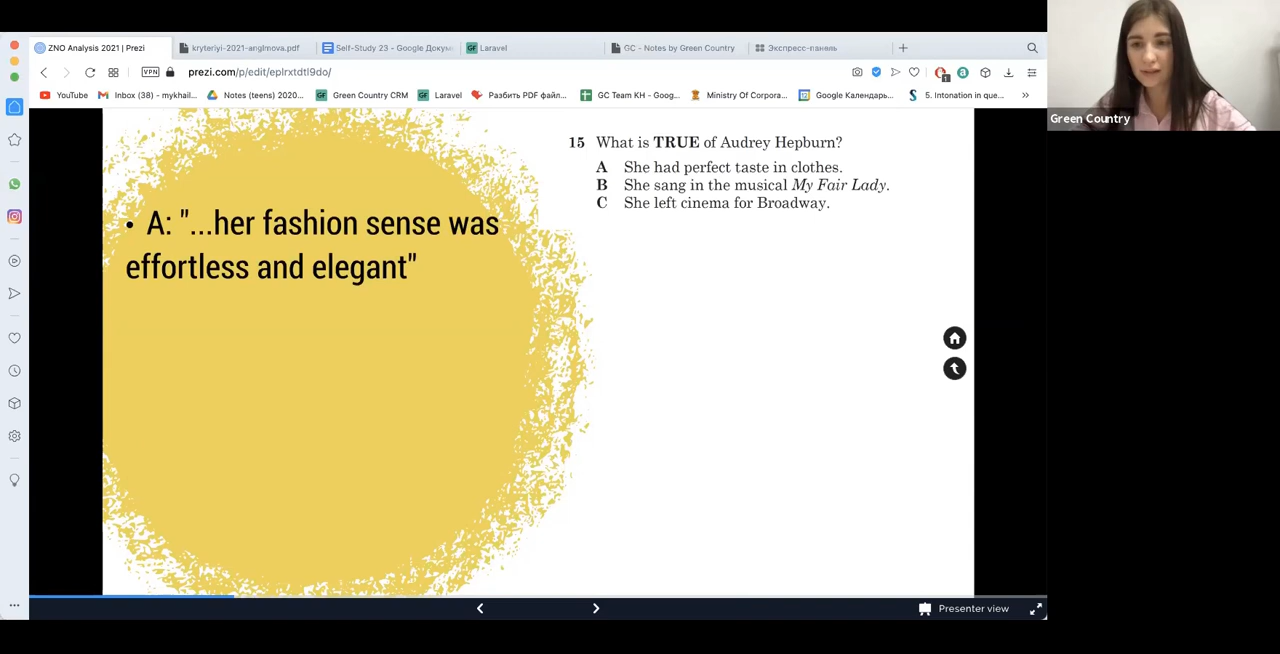 ZNO Analysis 2021 | Prezi
kryteriyi-2021-anglmova.pdf
Self-Study 23 - Google Докум
Laravel
GC - Notes by Green Country
Экспресс-панель
VPN
prezi.com/p/edit/eplrxtdtl9do/
1
YouTube
Inbox (38) - mykhail...
Notes (teens) 2020...
Green Country CRM
Laravel
Разбить PDF файл...
GC Team KH - Goog...
Ministry Of Corpora...
Google Календарь...
5. Intonation in que...
Green Country
15 What is TRUE of Audrey Hepburn?
A She had perfect taste in clothes.
B She sang in the musical My Fair Lady.
C She left cinema for Broadway.
• A: "...her fashion sense was
effortless and elegant"
Presenter view